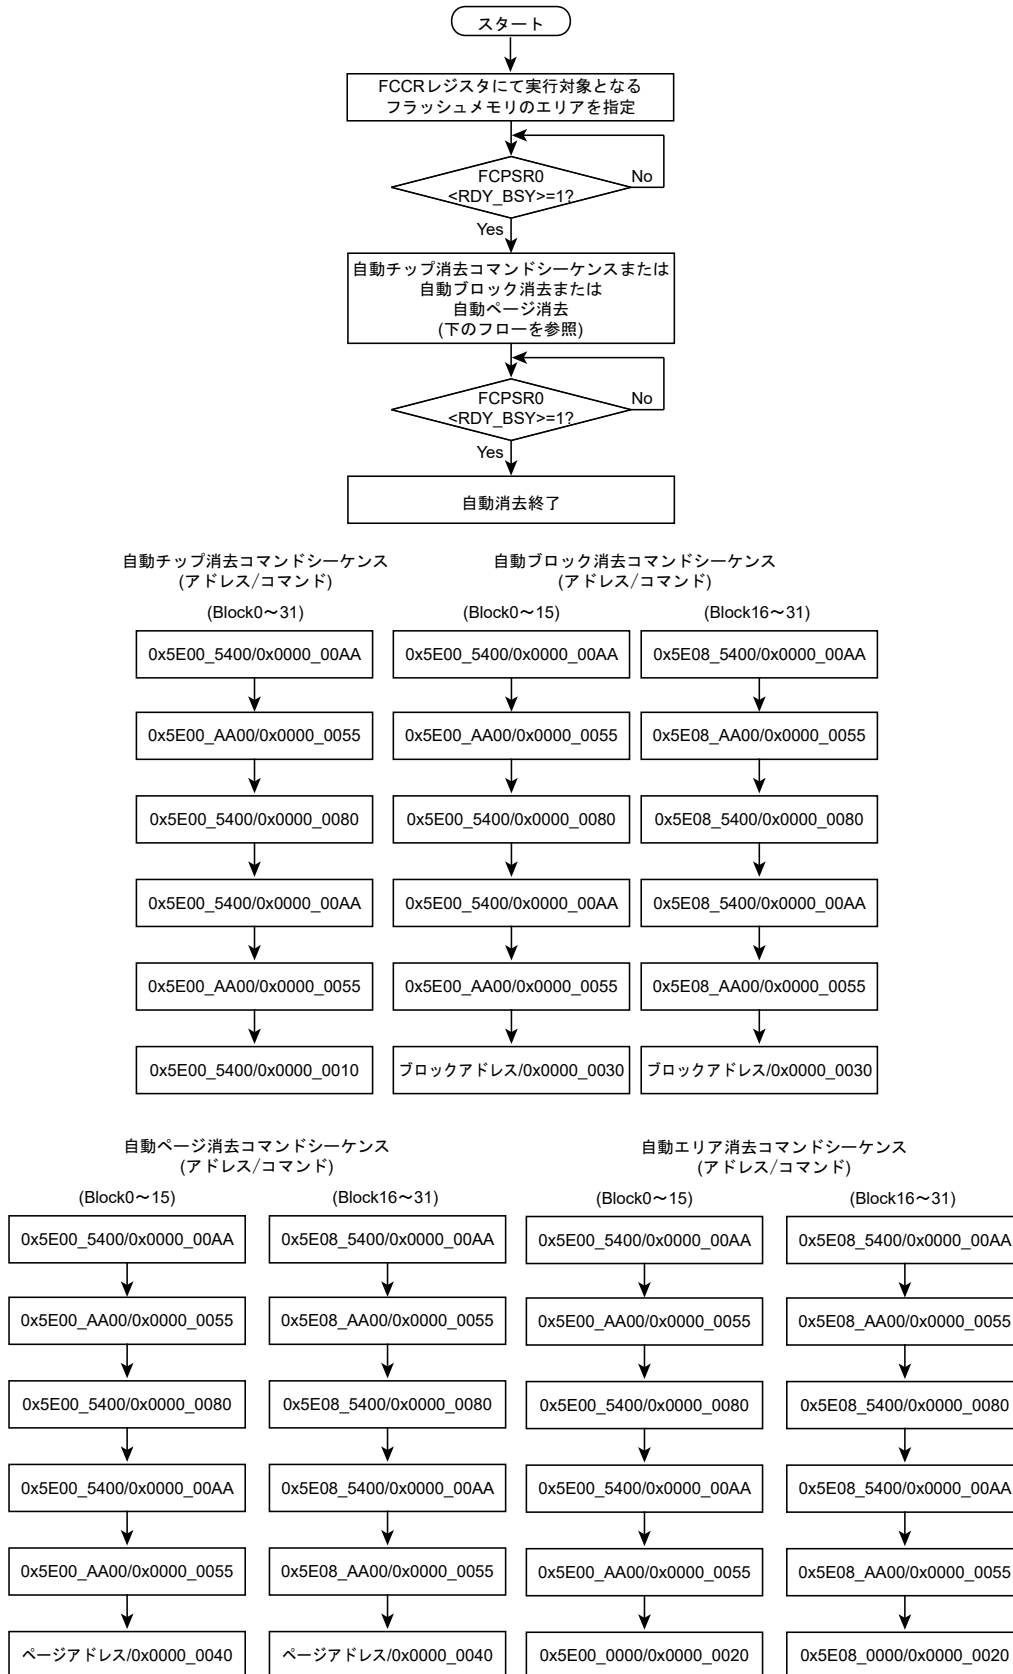 スタート
FCCRレジスタにて実行対象となる
フラッシュメモリのエリアを指定
FCPSR0
<RDY_BSY>=1?
No
Yes
自動チップ消去コマンドシーケンスまたは
自動ブロック消去または
自動ページ消去
(下のフローを参照)
FCPSR0
<RDY_BSY>=1?
No
Yes
自動消去終了
自動チップ消去コマンドシーケンス
(アドレス/コマンド)
(Block0～31)
0x5E00_5400/0x0000_00AA
0x5E00_AA00/0x0000_0055
0x5E00_5400/0x0000_0080
0x5E00_5400/0x0000_00AA
0x5E00_AA00/0x0000_0055
0x5E00_5400/0x0000_0010
自動ブロック消去コマンドシーケンス
(アドレス/コマンド)
(Block0～15)
0x5E00_5400/0x0000_00AA
0x5E00_AA00/0x0000_0055
0x5E00_5400/0x0000_0080
0x5E00_5400/0x0000_00AA
0x5E00_AA00/0x0000_0055
ブロックアドレス/0x0000_0030
(Block16～31)
0x5E08_5400/0x0000_00AA
0x5E08_AA00/0x0000_0055
0x5E08_5400/0x0000_0080
0x5E08_5400/0x0000_00AA
0x5E08_AA00/0x0000_0055
ブロックアドレス/0x0000_0030
自動ページ消去コマンドシーケンス
(アドレス/コマンド)
(Block0～15)
0x5E00_5400/0x0000_00AA
0x5E00_AA00/0x0000_0055
0x5E00_5400/0x0000_0080
0x5E00_5400/0x0000_00AA
0x5E00_AA00/0x0000_0055
ページアドレス/0x0000_0040
(Block16～31)
0x5E08_5400/0x0000_00AA
0x5E08_AA00/0x0000_0055
0x5E08_5400/0x0000_0080
0x5E08_5400/0x0000_00AA
0x5E08_AA00/0x0000_0055
ページアドレス/0x0000_0040
自動エリア消去コマンドシーケンス
(アドレス/コマンド)
(Block0～15)
0x5E00_5400/0x0000_00AA
0x5E00_AA00/0x0000_0055
0x5E00_5400/0x0000_0080
0x5E00_5400/0x0000_00AA
0x5E00_AA00/0x0000_0055
0x5E00_0000/0x0000_0020
(Block16～31)
0x5E08_5400/0x0000_00AA
0x5E08_AA00/0x0000_0055
0x5E08_5400/0x0000_0080
0x5E08_5400/0x0000_00AA
0x5E08_AA00/0x0000_0055
0x5E08_0000/0x0000_0020